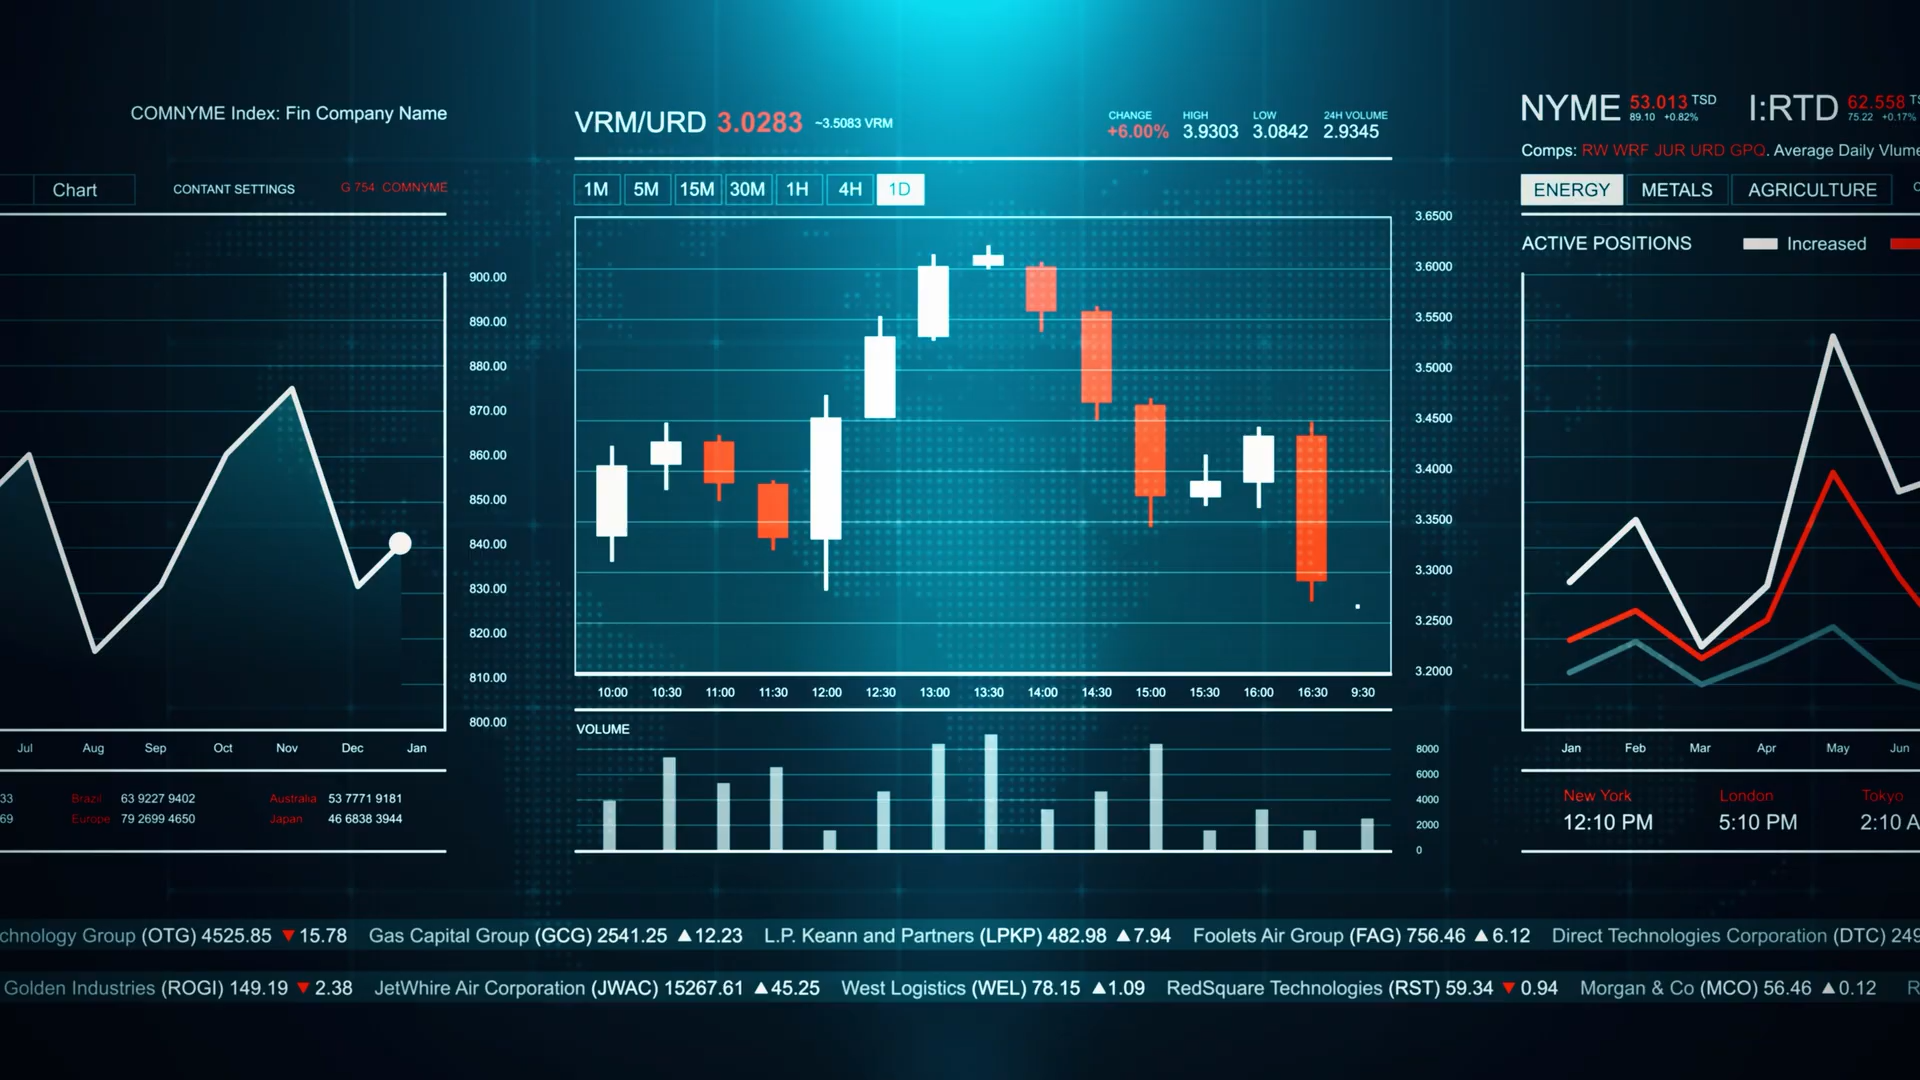 COMNYME Index: Fin Company Name
Chart
CONTANT SETTINGS
G 754 COMNYME
900.00
890.00
880.00
870.00
860.00
850.00
840.00
830.00
820.00
810.00
800.00
Jul Aug Sep Oct Nov Dec Jan
33 Brazil 63 9227 9402 Australia 53 7771 9181
69 Europe 79 2699 4650 Japan 46 6838 3944
VRM/URD 3.0283 ~3.5083 VRM
CHANGE HIGH LOW 24H VOLUME
+6.00% 3.9303 3.0842 2.9345
1M 5M 15M 30M 1H 4H 1D
3.6500
3.6000
3.5500
3.5000
3.4500
3.4000
3.3500
3.3000
3.2500
3.2000
10:00 10:30 11:00 11:30 12:00 12:30 13:00 13:30 14:00 14:30 15:00 15:30 16:00 16:30 9:30
VOLUME
8000
6000
4000
2000
0
NYME 53.013 TSD 89.10 +0.82% I:RTD 62.558 75.22 +0.17%
Comps: RW WRF JUR URD GPQ. Average Daily Vlume
ENERGY METALS AGRICULTURE
ACTIVE POSITIONS Increased
Jan Feb Mar Apr May Jun
New York London Tokyo
12:10 PM 5:10 PM 2:10 A
chnology Group (OTG) 4525.85 ▼15.78 Gas Capital Group (GCG) 2541.25 ▲12.23 L.P. Keann and Partners (LPKP) 482.98 ▲7.94 Foolets Air Group (FAG) 756.46 ▲6.12 Direct Technologies Corporation (DTC) 249
Golden Industries (ROGI) 149.19 ▼2.38 JetWhire Air Corporation (JWAC) 15267.61 ▲45.25 West Logistics (WEL) 78.15 ▲1.09 RedSquare Technologies (RST) 59.34 ▼0.94 Morgan & Co (MCO) 56.46 ▲0.12